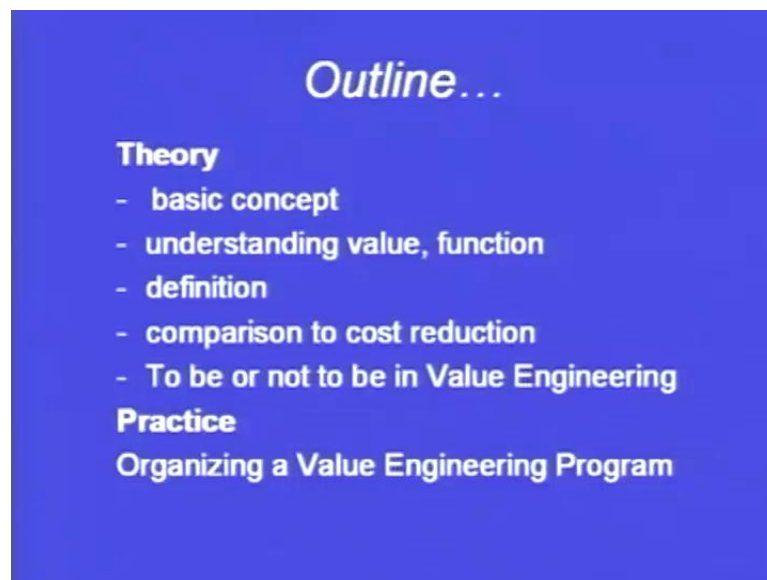 Outline...
Theory
- basic concept
- understanding value, function
- definition
- comparison to cost reduction
- To be or not to be in Value Engineering
Practice
Organizing a Value Engineering Program